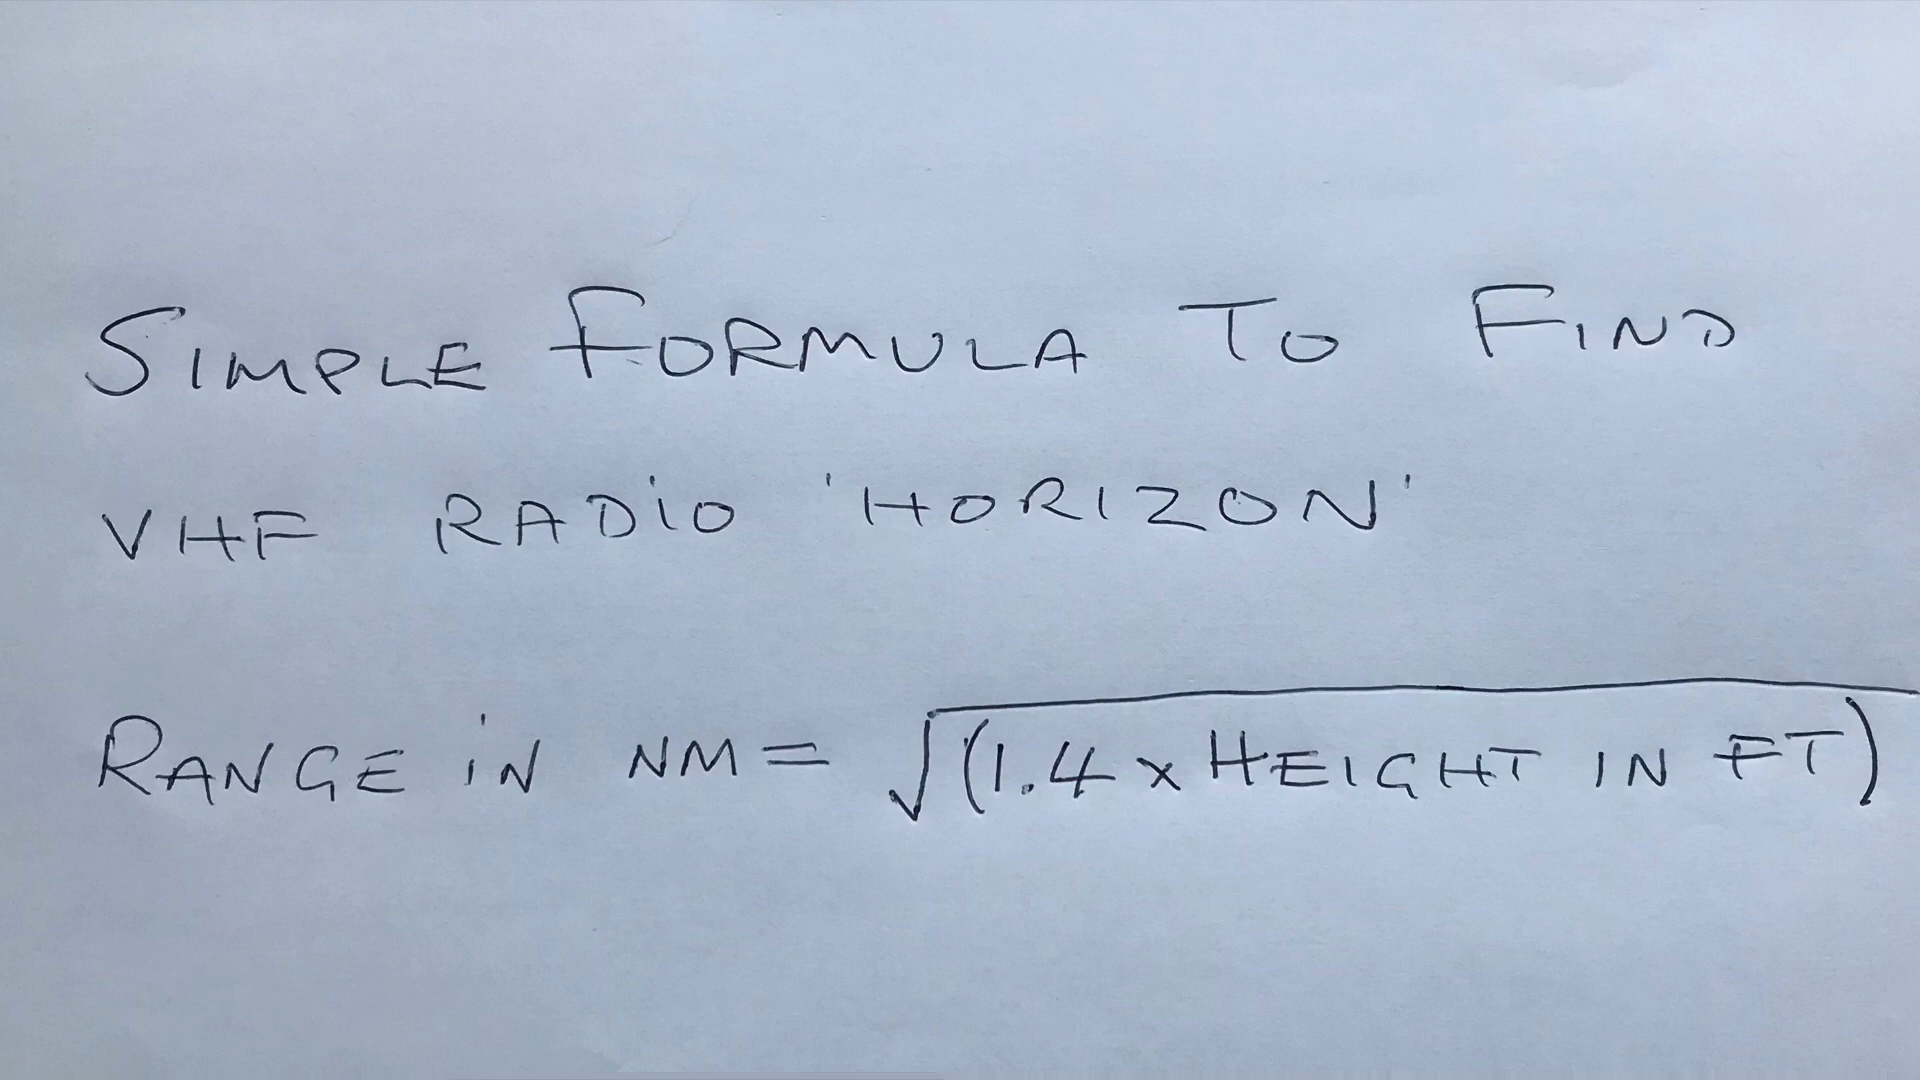 SIMPLE FORMULA TO FIND
VHF RADIO 'HORIZON'
RANGE IN NM = √(1.4 x HEIGHT IN FT)